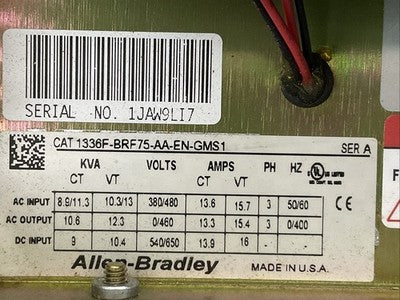 SERIAL NO. 1JAW9LI7
CAT 1336F-BRF75-AA-EN-GMS1 SER A
KVA VOLTS AMPS PH HZ
CT VT CT VT
AC INPUT 8.9/11.3 10.3/13 380/480 13.6 15.7 3 50/60
AC OUTPUT 10.6 12.3 0/460 13.3 15.4 3 0/400
DC INPUT 9 10.4 540/650 13.9 16 - -
Allen-Bradley MADE IN U.S.A.
UL
CE
F